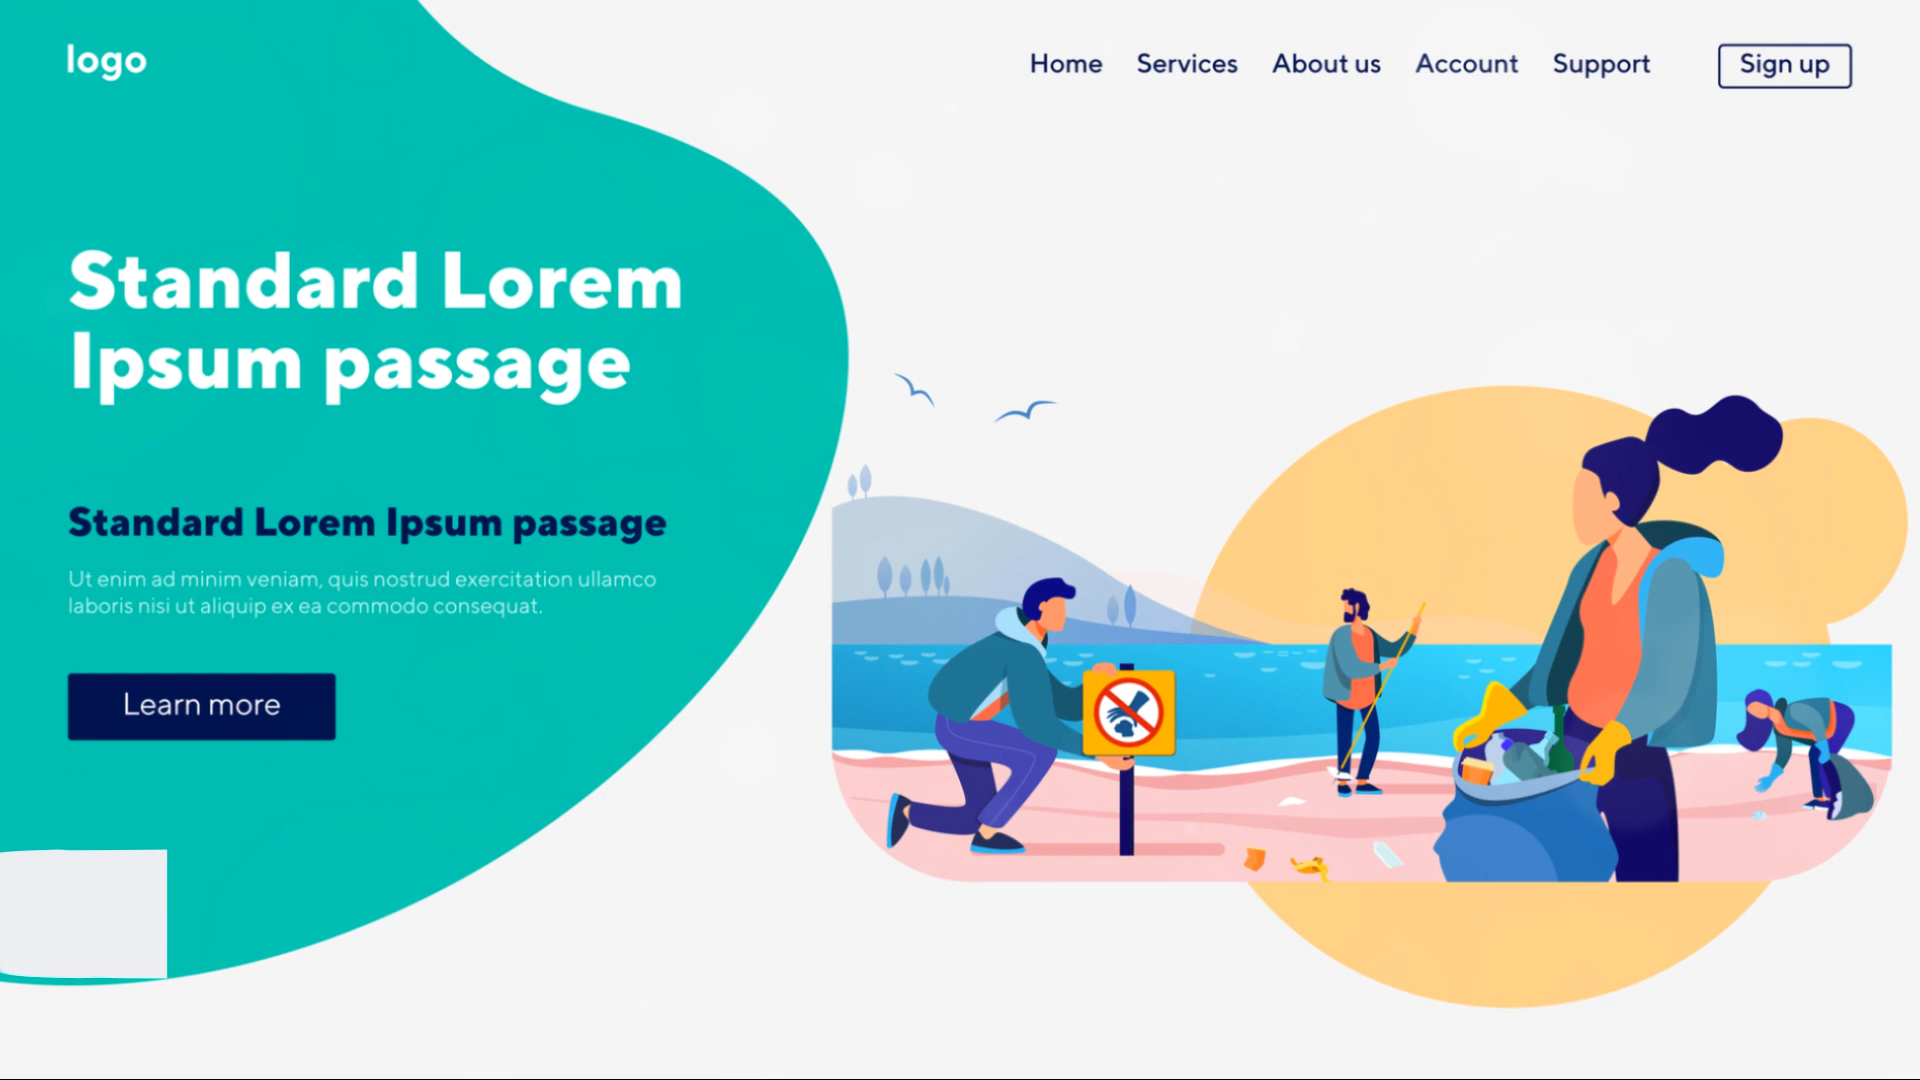 logo
Home Services About us Account Support Sign up
Standard Lorem
Ipsum passage
Standard Lorem Ipsum passage
Ut enim ad minim veniam, quis nostrud exercitation ullamco
laboris nisi ut aliquip ex ea commodo consequat.
Learn more